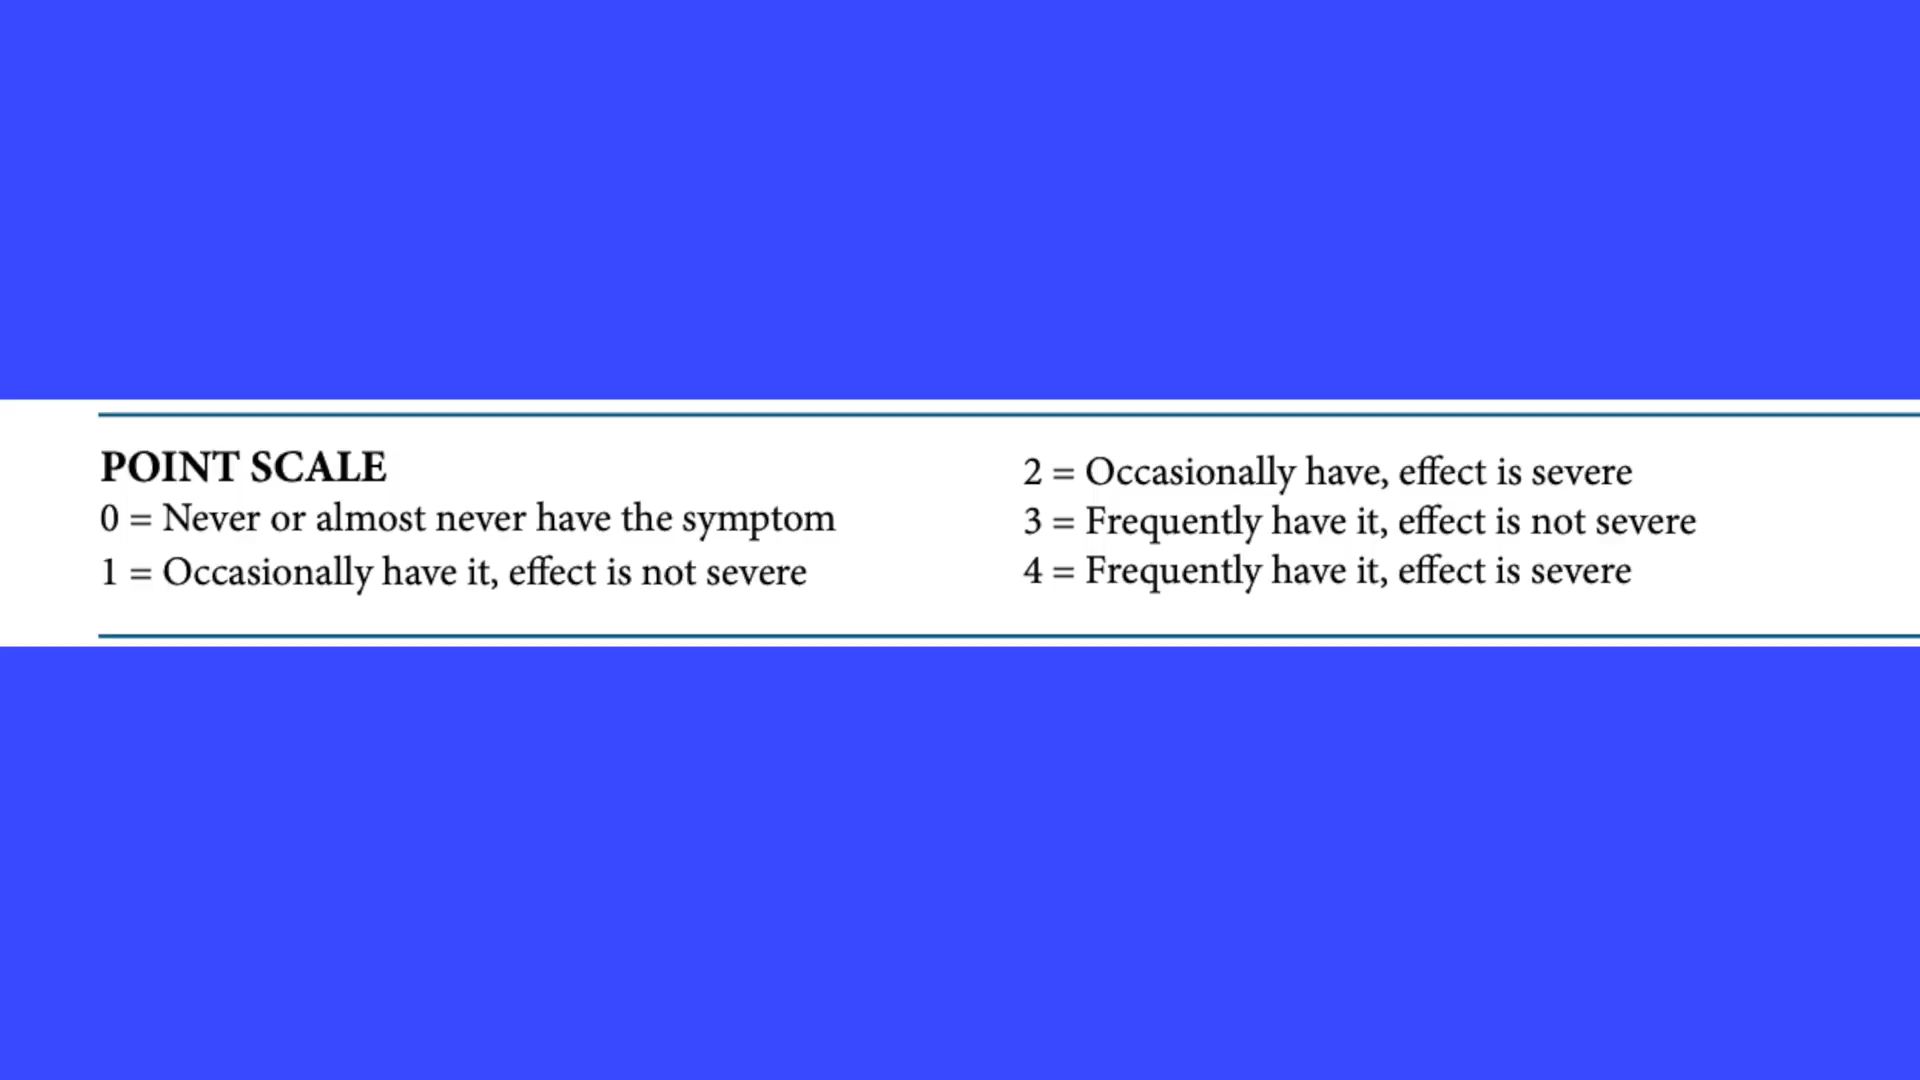 POINT SCALE
0 = Never or almost never have the symptom
1 = Occasionally have it, effect is not severe
2 = Occasionally have, effect is severe
3 = Frequently have it, effect is not severe
4 = Frequently have it, effect is severe